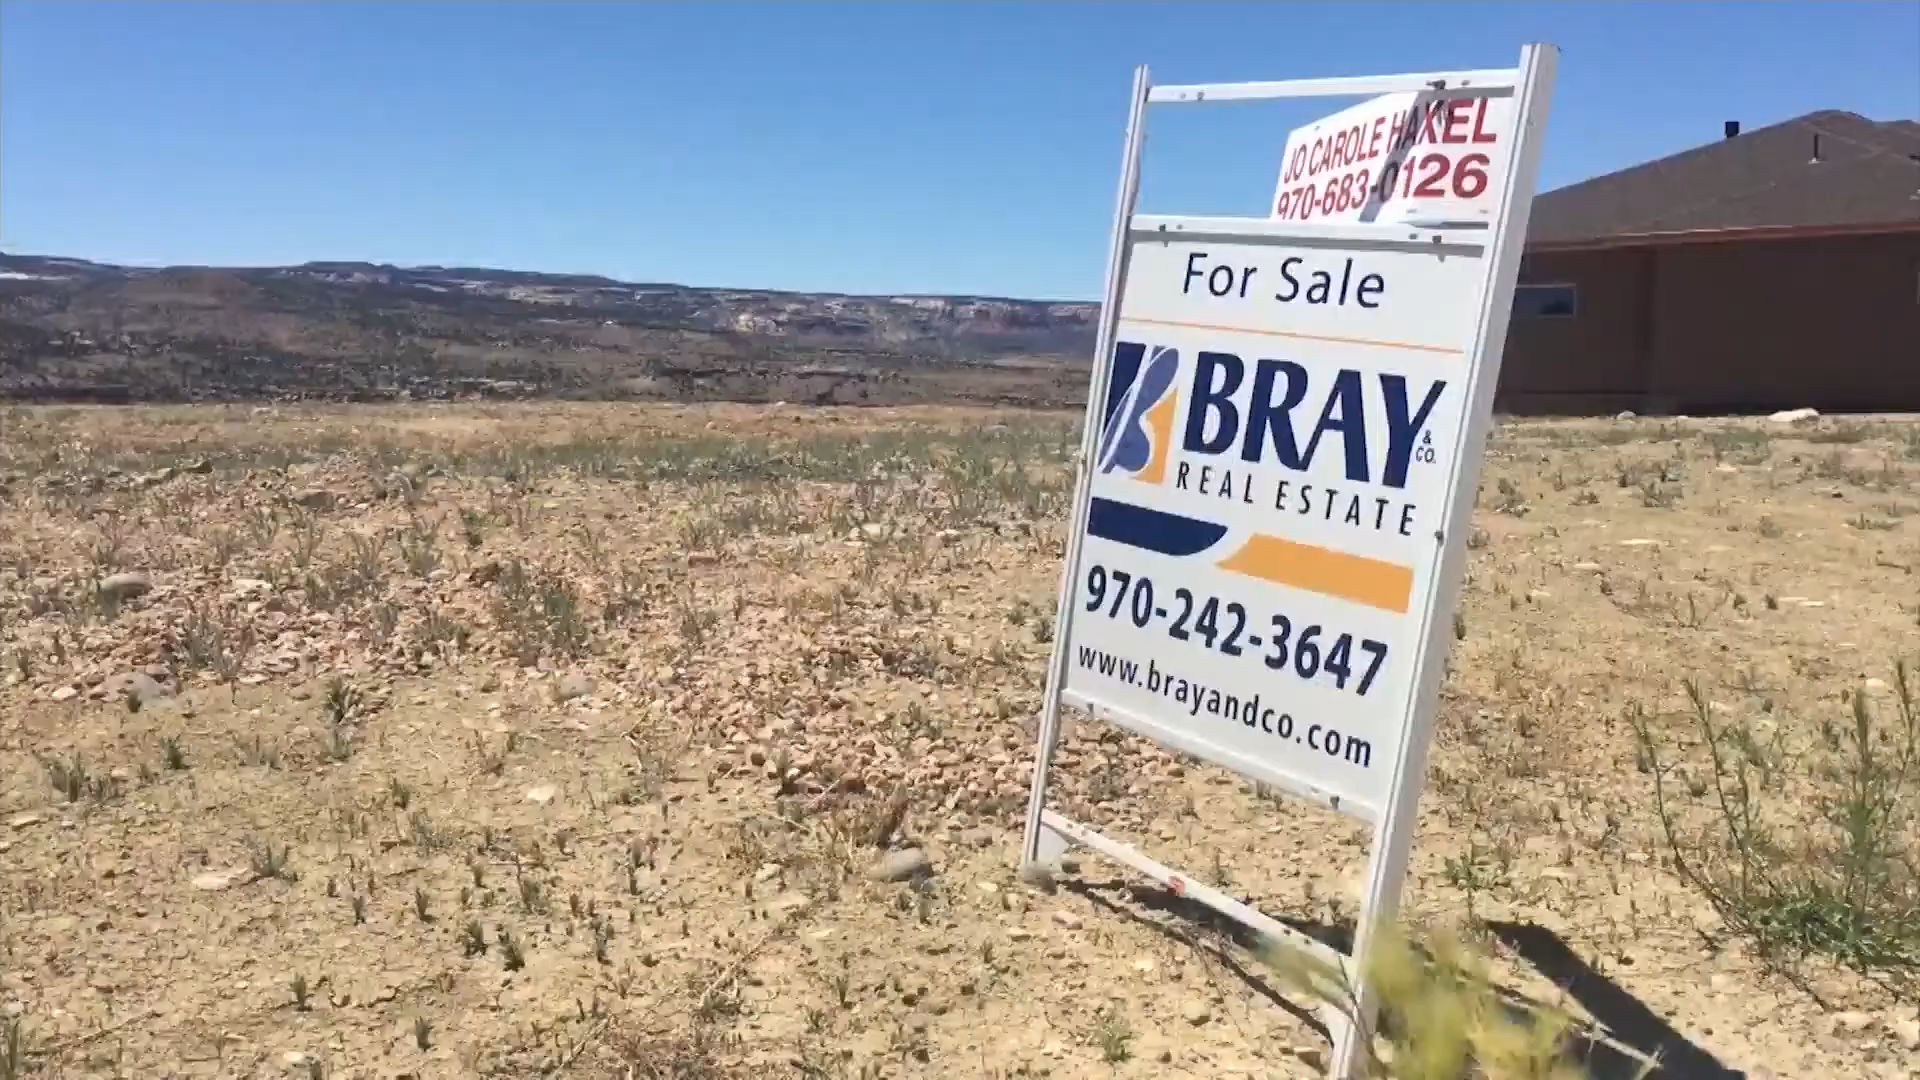 JO CAROLE HAXEL
970-683-0126
For Sale
BRAY & CO.
REAL ESTATE
970-242-3647
www.brayandco.com